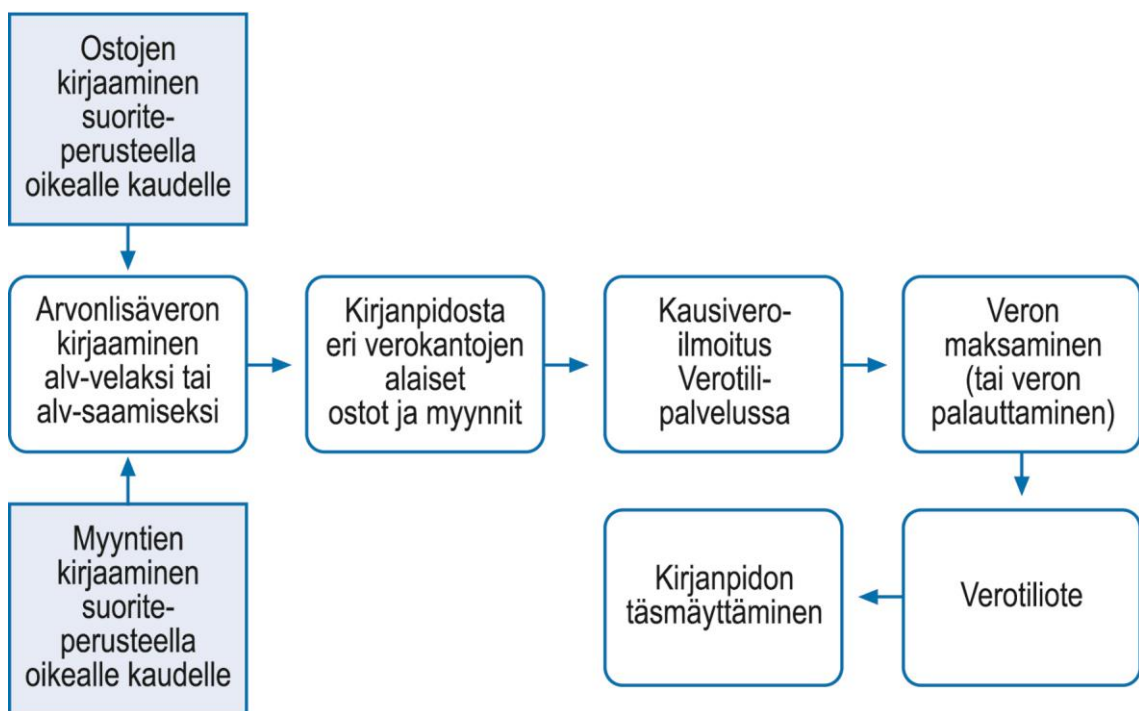 Ostojen
kirjaaminen
suorite-
perusteella
oikealle kaudelle
Arvonlisäveron
kirjaaminen
alv-velaksi tai
alv-saamiseksi
Kirjanpidosta
eri verokantojen
alaiset
ostot ja myynnit
Kausivero-
ilmoitus
Verotili-
palvelussa
Veron
maksaminen
(tai veron
palauttaminen)
Myyntien
kirjaaminen
suorite-
perusteella
oikealle kaudelle
Kirjanpidon
täsmäyttäminen
Verotiliote